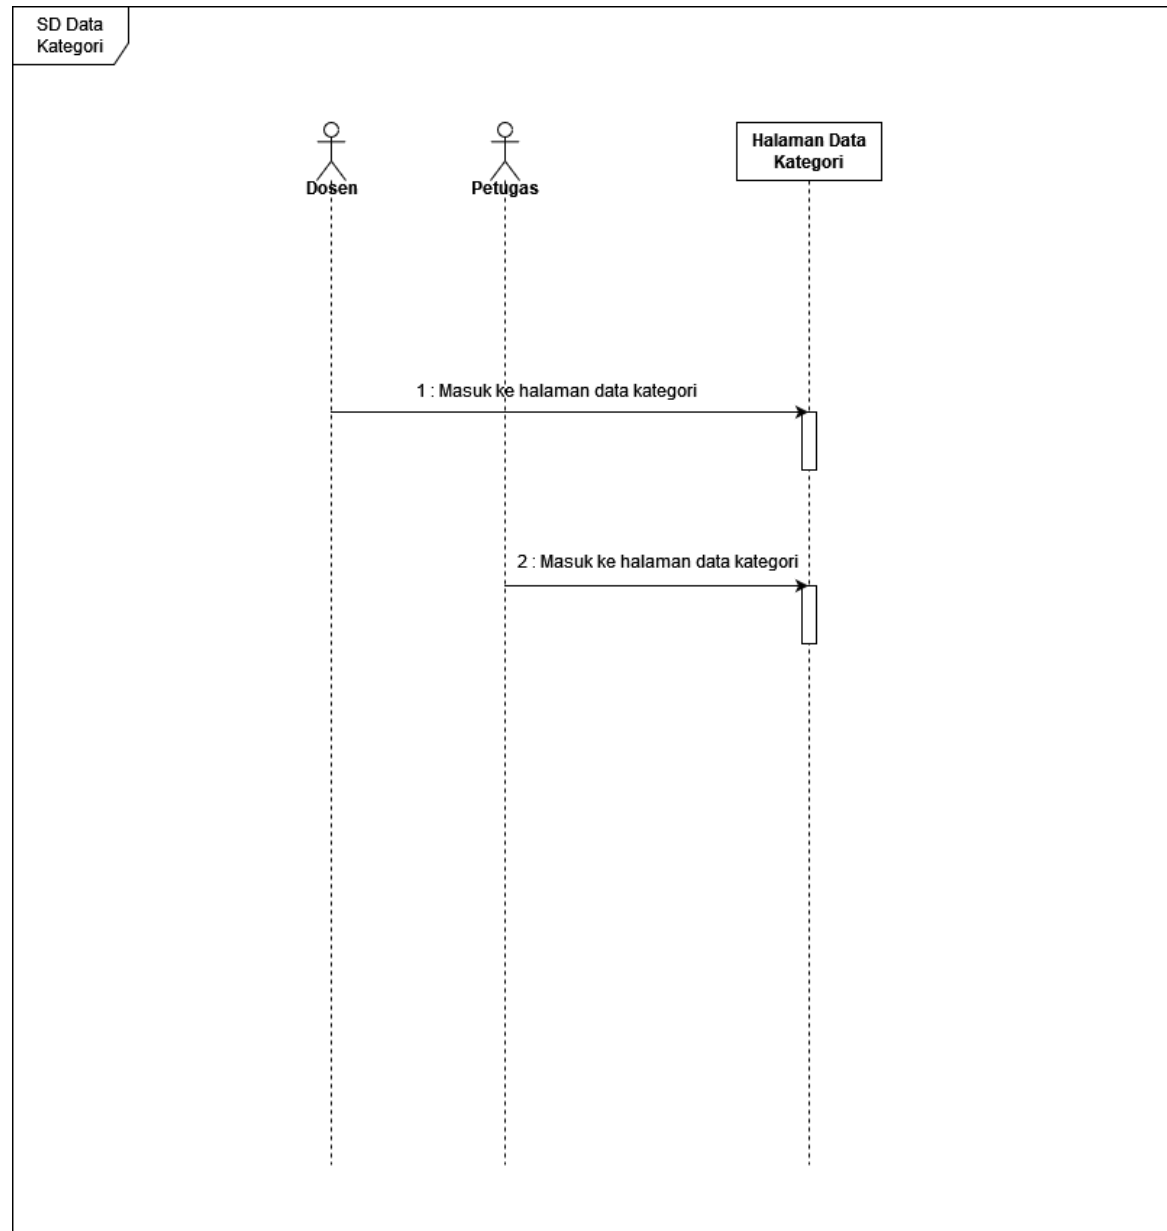 SD Data
Kategori
Dosen
Petugas
Halaman Data
Kategori
1 : Masuk ke halaman data kategori
2 : Masuk ke halaman data kategori